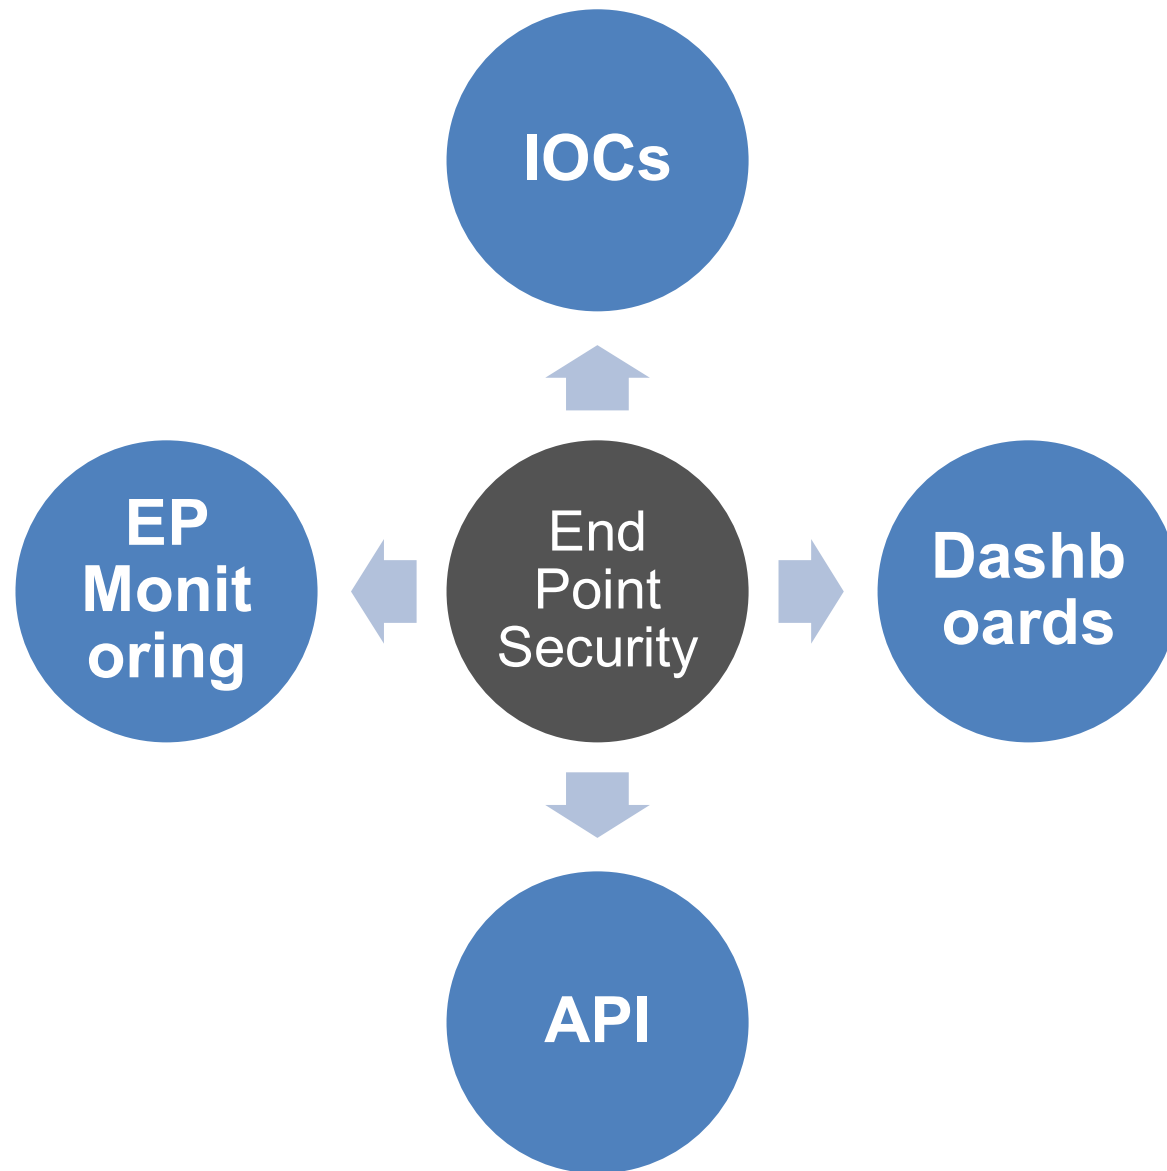 IOCs
EP
Monit
oring
End
Point
Security
Dashb
oards
API